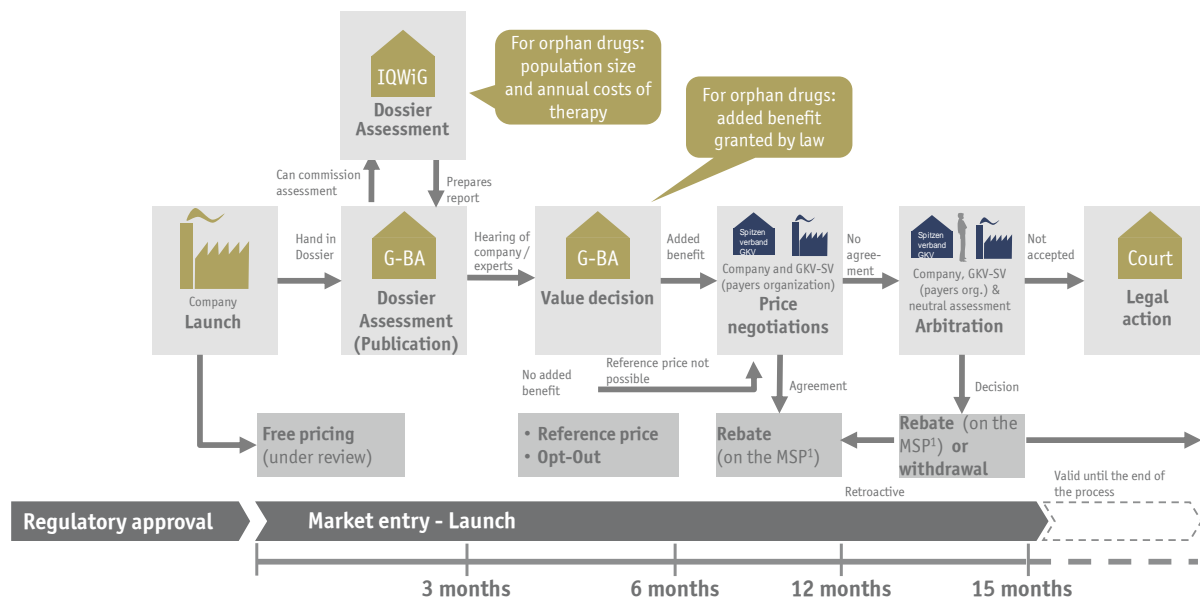 IQWiG
Dossier
Assessment
For orphan drugs:
population size
and annual costs of
therapy
For orphan drugs:
added benefit
granted by law
Can commission
assessment
Prepares
report
Company
Launch
Hand in
Dossier
G-BA
Dossier
Assessment
(Publication)
Hearing of
company/
experts
G-BA
Value decision
Added
benefit
Spitzen
verband
GKV
Company and GKV-SV
(payers organization)
Price
negotiations
No
agree-
ment
Spitzen
verband
GKV
Company, GKV-SV
(payers org.) &
neutral assessment
Arbitration
Not
accepted
Court
Legal
action
No added
benefit
Reference price not
possible
Agreement
Decision
Free pricing
(under review)
• Reference price
• Opt-Out
Rebate
(on the MSP¹)
Rebate (on the
MSP¹) or
withdrawal
Retroactive
Valid until the end of
the process
Regulatory approval
Market entry - Launch
3 months
6 months
12 months
15 months